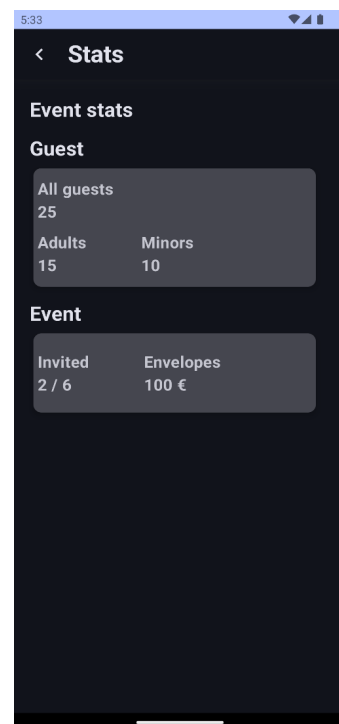 5:33
Stats
Event stats
Guest
All guests
25
Adults Minors
15 10
Event
Invited Envelopes
2 / 6 100 €